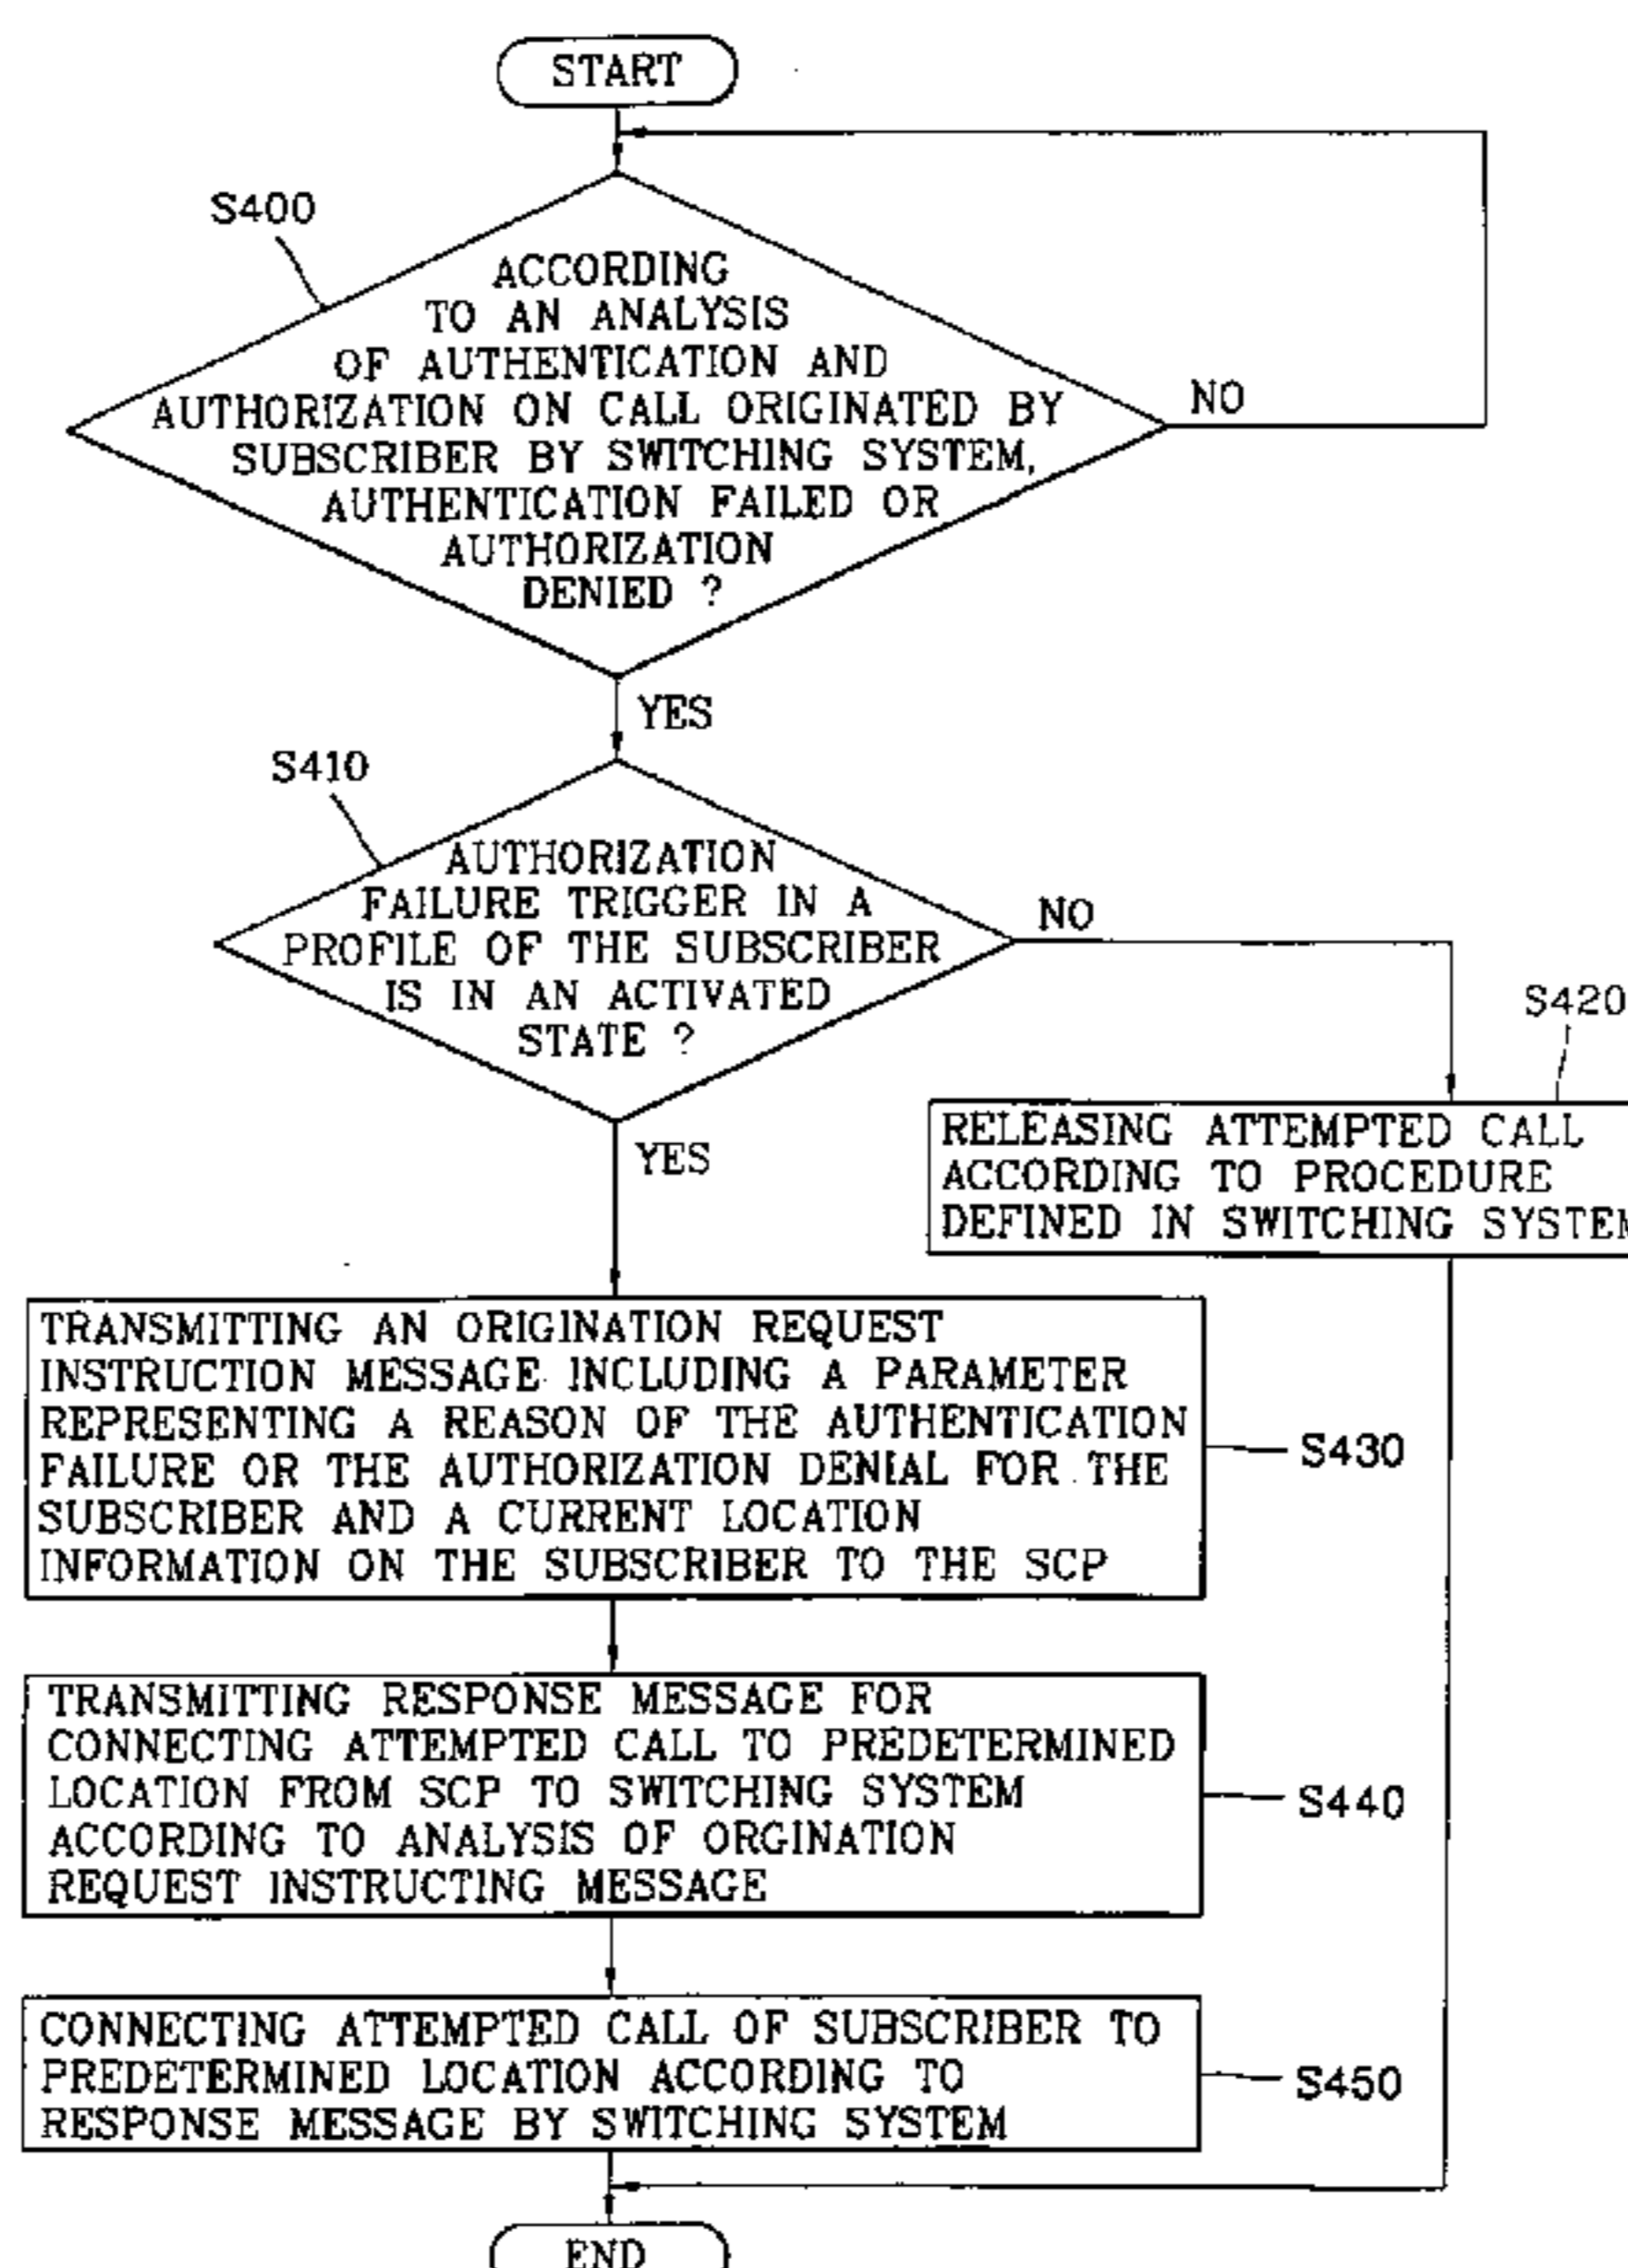 START
S400
ACCORDING
TO AN ANALYSIS
OF AUTHENTICATION AND
AUTHORIZATION ON CALL ORIGINATED BY
SUBSCRIBER BY SWITCHING SYSTEM,
AUTHENTICATION FAILED OR
AUTHORIZATION
DENIED ?
NO
YES
S410
AUTHORIZATION
FAILURE TRIGGER IN A
PROFILE OF THE SUBSCRIBER
IS IN AN ACTIVATED
STATE ?
NO
YES
S420
RELEASING ATTEMPTED CALL
ACCORDING TO PROCEDURE
DEFINED IN SWITCHING SYSTEM
TRANSMITTING AN ORIGINATION REQUEST
INSTRUCTION MESSAGE INCLUDING A PARAMETER
REPRESENTING A REASON OF THE AUTHENTICATION
FAILURE OR THE AUTHORIZATION DENIAL FOR THE
SUBSCRIBER AND A CURRENT LOCATION
INFORMATION ON THE SUBSCRIBER TO THE SCP
S430
TRANSMITTING RESPONSE MESSAGE FOR
CONNECTING ATTEMPTED CALL TO PREDETERMINED
LOCATION FROM SCP TO SWITCHING SYSTEM
ACCORDING TO ANALYSIS OF ORGINATION
REQUEST INSTRUCTING MESSAGE
S440
CONNECTING ATTEMPTED CALL OF SUBSCRIBER TO
PREDETERMINED LOCATION ACCORDING TO
RESPONSE MESSAGE BY SWITCHING SYSTEM
S450
END